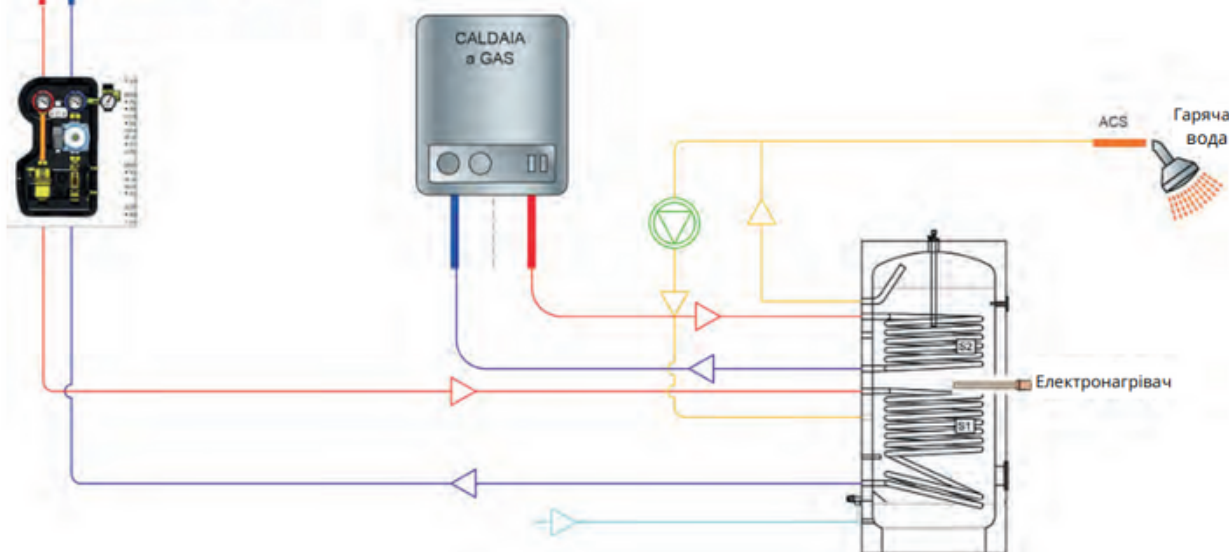 CALDAIA
a GAS
ACS
Гаряча
вода
S2
Електронагрівач
S1